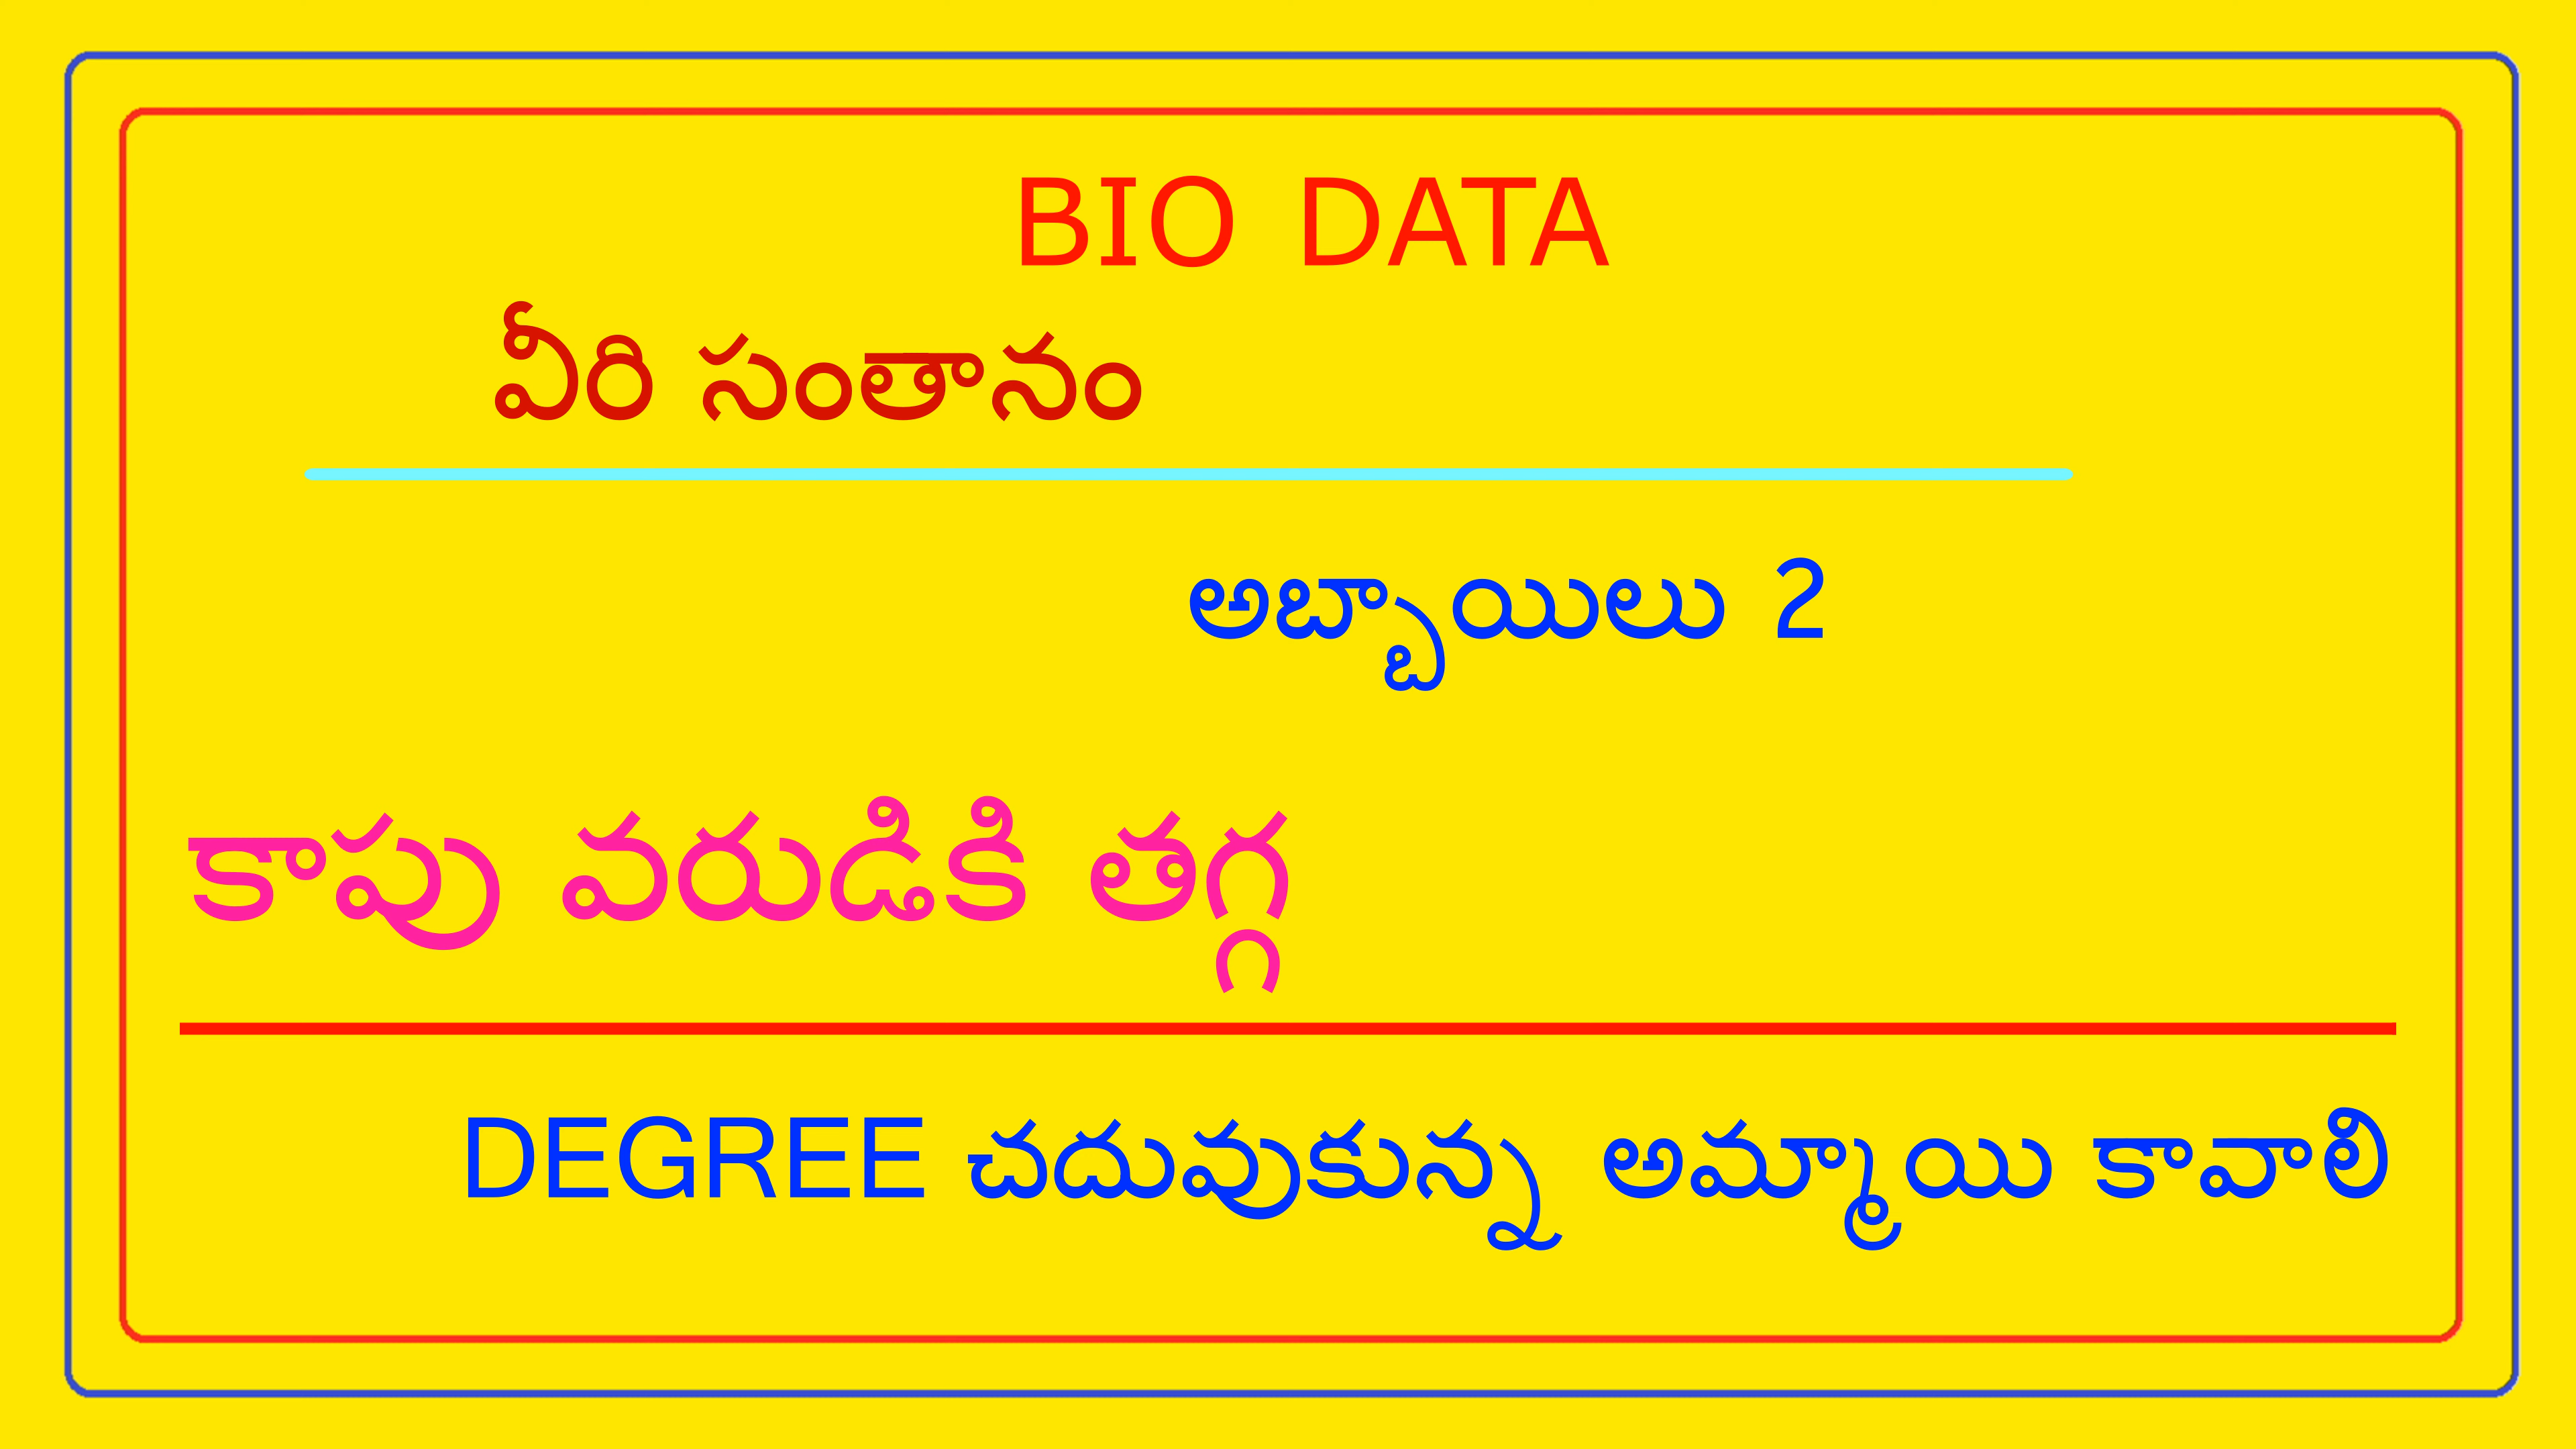 BIO DATA
వీరి సంతానం
అబ్బాయిలు 2
కాపు వరుడికి తగ్గ
DEGREE చదువుకున్న అమ్మాయి కావాలి